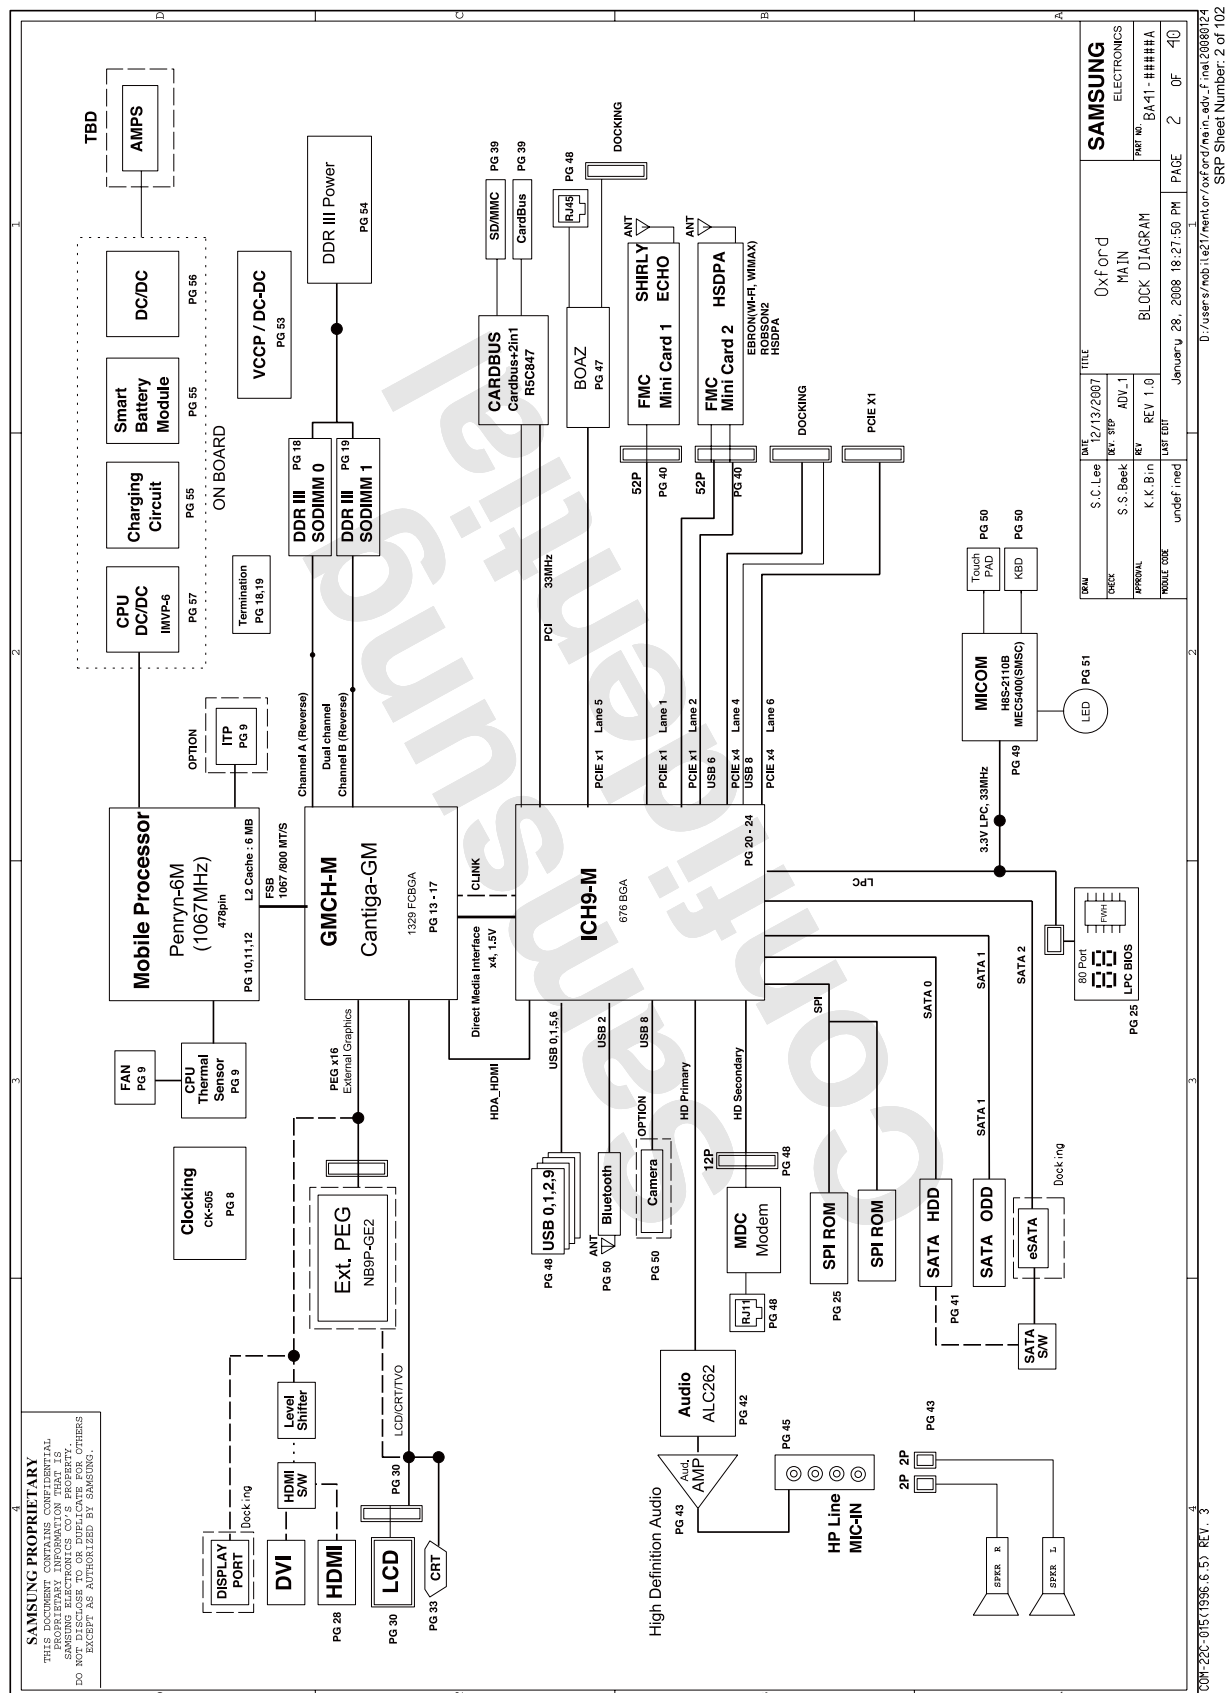 SAMSUNG PROPRIETARY
THIS DOCUMENT CONTAINS CONFIDENTIAL
PROPRIETARY INFORMATION THAT IS
SAMSUNG ELECTRONICS CO'S PROPERTY.
DO NOT DISCLOSE TO OR DUPLICATE FOR OTHERS
EXCEPT AS AUTHORIZED BY SAMSUNG.
4
3
2
1
D
C
B
A
Clocking
CK-505
PG 8
FAN
PG 9
CPU
Thermal
Sensor
PG 9
Mobile Processor
Penryn-6M
(1067MHz)
478pin
PG 10,11,12
L2 Cache : 6 MB
OPTION
ITP
PG 9
CPU
DC/DC
IMVP-6
PG 57
Charging
Circuit
PG 55
Smart
Battery
Module
PG 55
DC/DC
PG 56
ON BOARD
TBD
AMPS
FSB
1067 /800 MT/S
Termination
PG 18,19
VCCP / DC-DC
PG 53
DISPLAY
PORT
Docking
DVI
HDMI
PG 28
HDMI
S/W
Level
Shifter
LCD
PG 30
PG 30
CRT
PG 33
LCD/CRT/TVO
Ext. PEG
NB9P-GE2
PEG x16
External Graphics
GMCH-M
Cantiga-GM
1329 FCBGA
PG 13 - 17
Channel A (Reverse)
Dual channel
Channel B (Reverse)
DDR III
SODIMM 0
PG 18
DDR III
SODIMM 1
PG 19
DDR III Power
PG 54
HDA_HDMI
Direct Media Interface
x4, 1.5V
CLINK
ICH9-M
676 BGA
PG 20 - 24
PCI
33MHz
CARDBUS
Cardbus+2in1
R5C847
SD/MMC
PG 39
CardBus
PG 39
PCIE x1
Lane 5
BOAZ
PG 47
RJ45
PG 48
DOCKING
PCIE x1
Lane 1
52P
PG 40
FMC
Mini Card 1
SHIRLY
ECHO
ANT
PCIE x1
Lane 2
USB 6
52P
PG 40
FMC
Mini Card 2
HSDPA
ANT
EBRON(WI-FI, WIMAX)
ROBSON2
HSDPA
PCIE x4
Lane 4
USB 8
DOCKING
PCIE x4
Lane 6
PCIE X1
USB 0,1,5,6
USB 0,1,2,9
PG 48
USB 2
ANT
Bluetooth
PG 50
USB 8
OPTION
Camera
PG 50
High Definition Audio
HD Primary
Audio
ALC262
PG 42
Aud.
AMP
PG 43
PG 45
HP Line
MIC-IN
HD Secondary
12P
PG 48
MDC
Modem
RJ11
PG 48
SPI
SPI ROM
SPI ROM
PG 25
SATA 0
SATA HDD
PG 41
SATA 1
SATA 1
SATA ODD
SATA 2
Docking
eSATA
SATA
S/W
2P
2P
PG 43
SPKR R
SPKR L
LPC
3.3V LPC, 33MHz
MICOM
H8S-2110B
MEC5400(SMSC)
PG 49
Touch
PAD
PG 50
KBD
PG 50
LED
PG 51
80 Port
FWH
LPC BIOS
PG 25
Samsung
Confidential
DRAW
S.C.Lee
DATE
12/13/2007
TITLE
Oxford
MAIN
BLOCK DIAGRAM
SAMSUNG
ELECTRONICS
CHECK
S.S.Baek
DEV. STEP
ADV_1
APPROVAL
K.K.Bin
REV
REV 1.0
PART NO.
BA41-#####A
MODULE CODE
undefined
LAST EDIT
January 28, 2008 18:27:50 PM
PAGE 2 OF 40
COM-22C-015(1996.6.5) REV. 3
D:/users/mobile21/mentor/oxford/main_adv_final20080124
SRP Sheet Number: 2 of 102